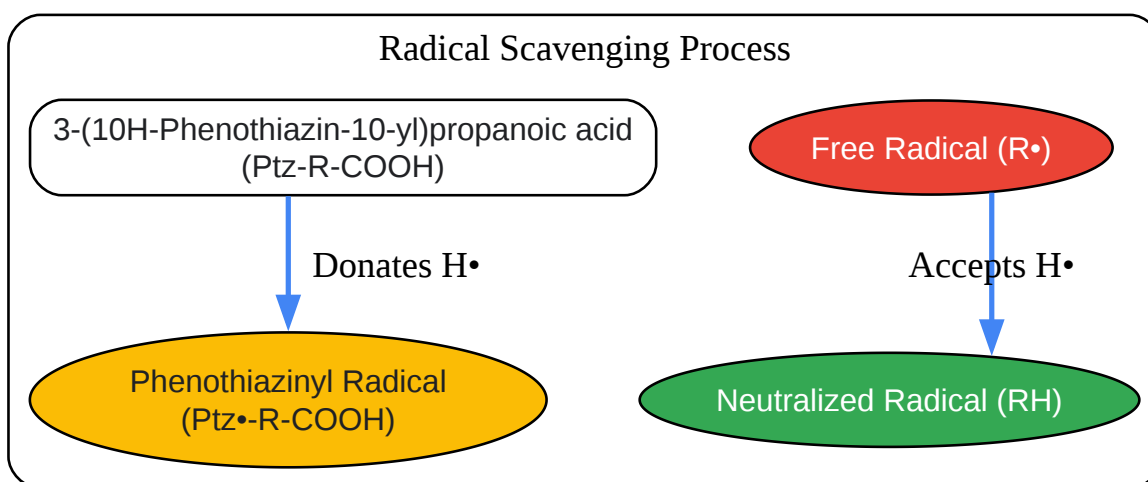 Radical Scavenging Process
3-(10H-Phenothiazin-10-yl)propanoic acid
(Ptz-R-COOH)
Free Radical (R•)
Donates H•
Accepts H•
Phenothiazinyl Radical
(Ptz•-R-COOH)
Neutralized Radical (RH)